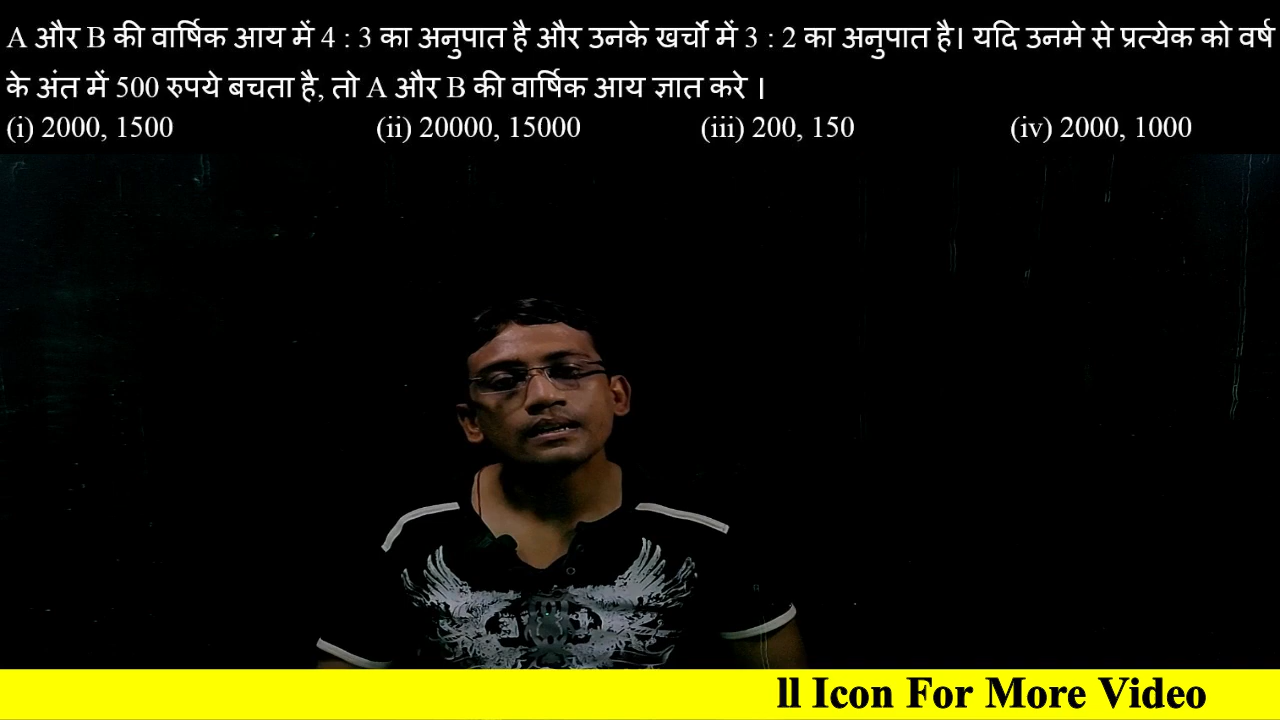 A और B की वार्षिक आय में 4 : 3 का अनुपात है और उनके खर्चो में 3 : 2 का अनुपात है। यदि उनमे से प्रत्येक को वर्ष
के अंत में 500 रुपये बचता है, तो A और B की वार्षिक आय ज्ञात करे ।
(i) 2000, 1500 (ii) 20000, 15000 (iii) 200, 150 (iv) 2000, 1000
ll Icon For More Video